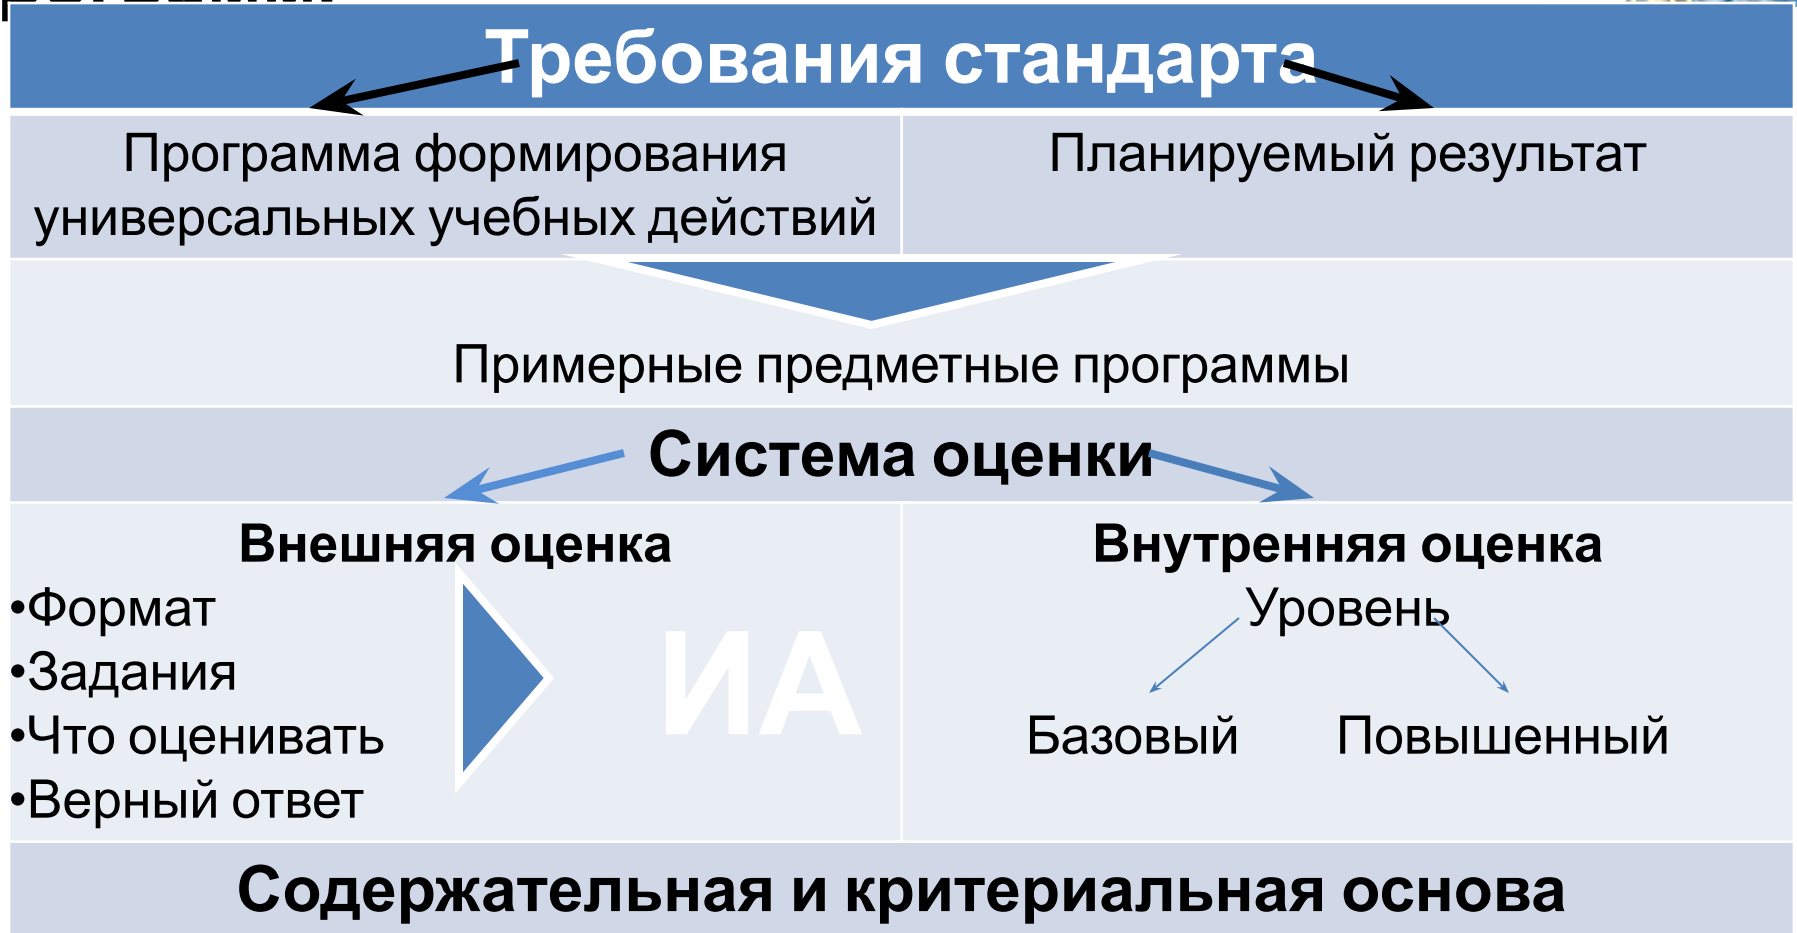 Требования стандарта
Программа формирования
универсальных учебных действий
Планируемый результат
Примерные предметные программы
Система оценки
Внешняя оценка
•Формат
•Задания
•Что оценивать
•Верный ответ
ИА
Внутренняя оценка
Уровень
Базовый Повышенный
Содержательная и критериальная основа